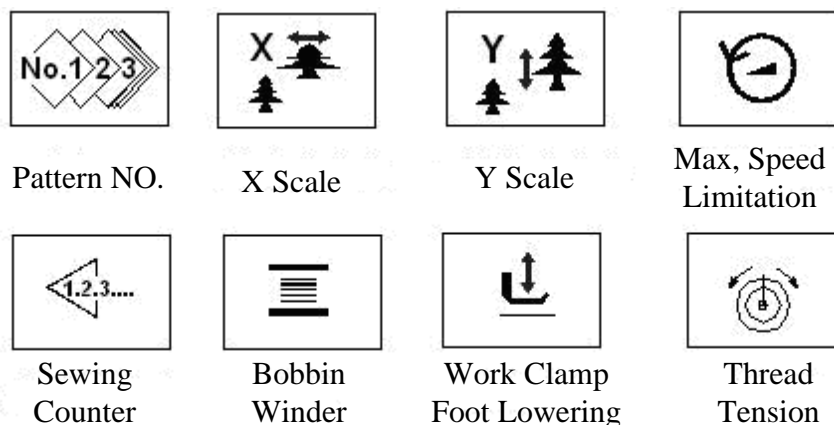 No.1 2 3
X
Y
Pattern NO.
X Scale
Y Scale
Max, Speed
Limitation
1.2.3....
Sewing
Counter
Bobbin
Winder
Work Clamp
Foot Lowering
Thread
Tension